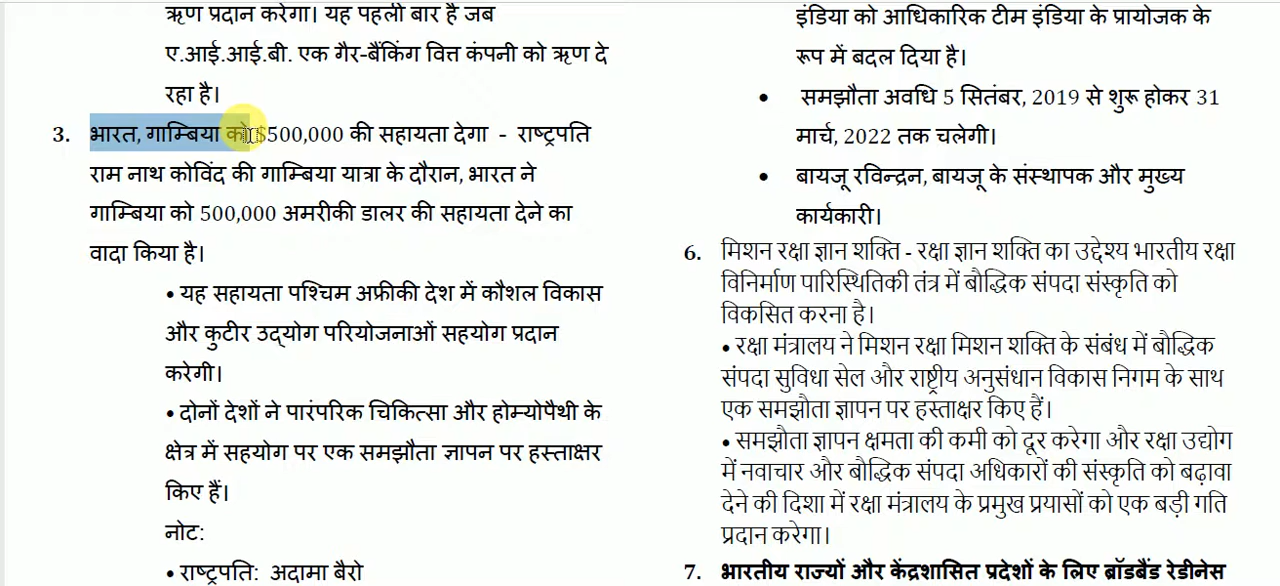 ऋण प्रदान करेगा। यह पहली बार है जब
ए.आई.आई.बी. एक गैर-बैंकिंग वित्त कंपनी को ऋण दे
रहा है।
3. भारत, गाम्बिया को $500,000 की सहायता देगा - राष्ट्रपति
राम नाथ कोविंद की गाम्बिया यात्रा के दौरान, भारत ने
गाम्बिया को 500,000 अमरीकी डालर की सहायता देने का
वादा किया है।
• यह सहायता पश्चिम अफ्रीकी देश में कौशल विकास
और कुटीर उद्योग परियोजनाओं सहयोग प्रदान
करेगी।
• दोनों देशों ने पारंपरिक चिकित्सा और होम्योपैथी के
क्षेत्र में सहयोग पर एक समझौता ज्ञापन पर हस्ताक्षर
किए हैं।
नोट:
• राष्ट्रपति: अदामा बैरो
इंडिया को आधिकारिक टीम इंडिया के प्रायोजक के
रूप में बदल दिया है।
• समझौता अवधि 5 सितंबर, 2019 से शुरू होकर 31
मार्च, 2022 तक चलेगी।
• बायजू रविन्द्रन, बायजू के संस्थापक और मुख्य
कार्यकारी।
6. मिशन रक्षा ज्ञान शक्ति - रक्षा ज्ञान शक्ति का उद्देश्य भारतीय रक्षा
विनिर्माण पारिस्थितिकी तंत्र में बौद्धिक संपदा संस्कृति को
विकसित करना है।
• रक्षा मंत्रालय ने मिशन रक्षा मिशन शक्ति के संबंध में बौद्धिक
संपदा सुविधा सेल और राष्ट्रीय अनुसंधान विकास निगम के साथ
एक समझौता ज्ञापन पर हस्ताक्षर किए हैं।
• समझौता ज्ञापन क्षमता की कमी को दूर करेगा और रक्षा उद्योग
में नवाचार और बौद्धिक संपदा अधिकारों की संस्कृति को बढ़ावा
देने की दिशा में रक्षा मंत्रालय के प्रमुख प्रयासों को एक बड़ी गति
प्रदान करेगा।
7. भारतीय राज्यों और केंद्रशासित प्रदेशों के लिए ब्रॉडबैंड रेडीनेस